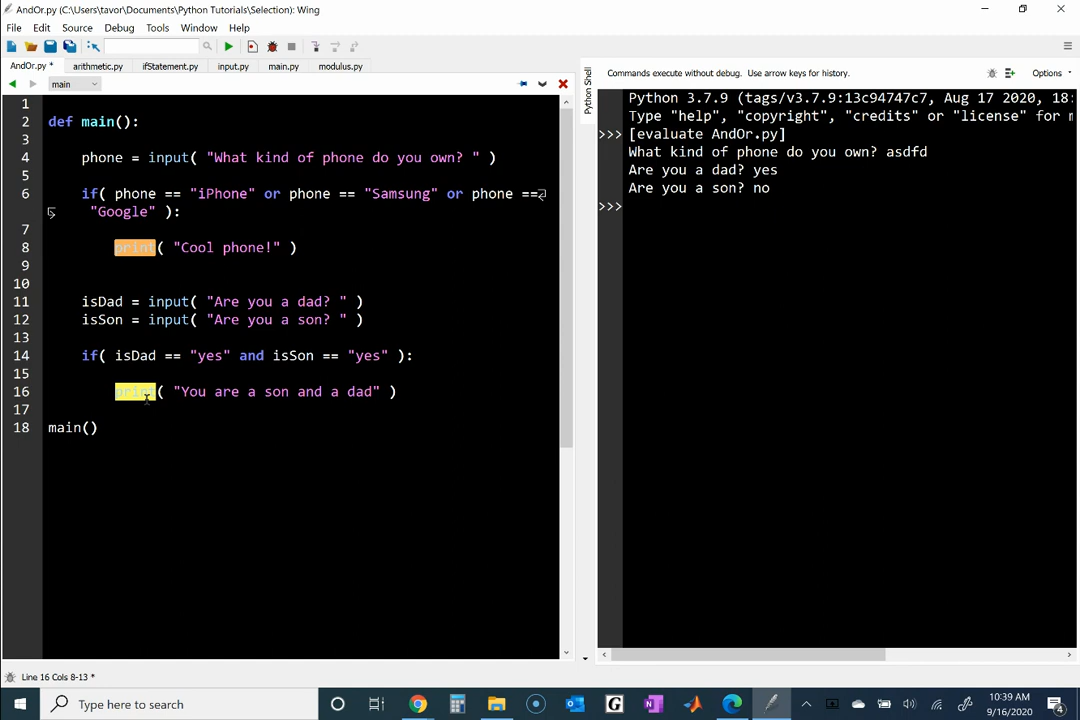 AndOr.py (C:\Users\tavor\Documents\Python Tutorials\Selection): Wing
File Edit Source Debug Tools Window Help
AndOr.py * arithmetic.py ifStatement.py input.py main.py modulus.py
main
1
2 def main():
3
4 phone = input( "What kind of phone do you own? " )
5
6 if( phone == "iPhone" or phone == "Samsung" or phone ==
"Google" ):
7
8 print( "Cool phone!" )
9
10
11 isDad = input( "Are you a dad? " )
12 isSon = input( "Are you a son? " )
13
14 if( isDad == "yes" and isSon == "yes" ):
15
16 print( "You are a son and a dad" )
17
18 main()
Line 16 Cols 8-13 *
Python Shell
Commands execute without debug. Use arrow keys for history.
Options
Python 3.7.9 (tags/v3.7.9:13c94747c7, Aug 17 2020, 18:
Type "help", "copyright", "credits" or "license" for m
>>> [evaluate AndOr.py]
What kind of phone do you own? asdfd
Are you a dad? yes
Are you a son? no
>>>
Type here to search
G
N
10:39 AM
9/16/2020
4